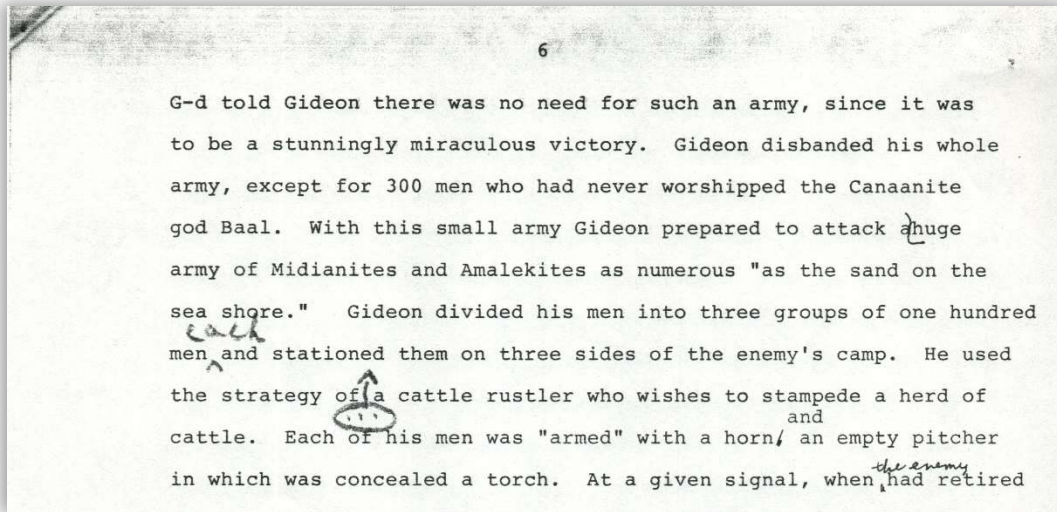 6
G-d told Gideon there was no need for such an army, since it was
to be a stunningly miraculous victory. Gideon disbanded his whole
army, except for 300 men who had never worshipped the Canaanite
god Baal. With this small army Gideon prepared to attack a huge
army of Midianites and Amalekites as numerous "as the sand on the
sea shore." Gideon divided his men into three groups of one hundred
each
men and stationed them on three sides of the enemy's camp. He used
the strategy of a cattle rustler who wishes to stampede a herd of
and
cattle. Each of his men was "armed" with a horn, an empty pitcher
the enemy
in which was concealed a torch. At a given signal, when had retired